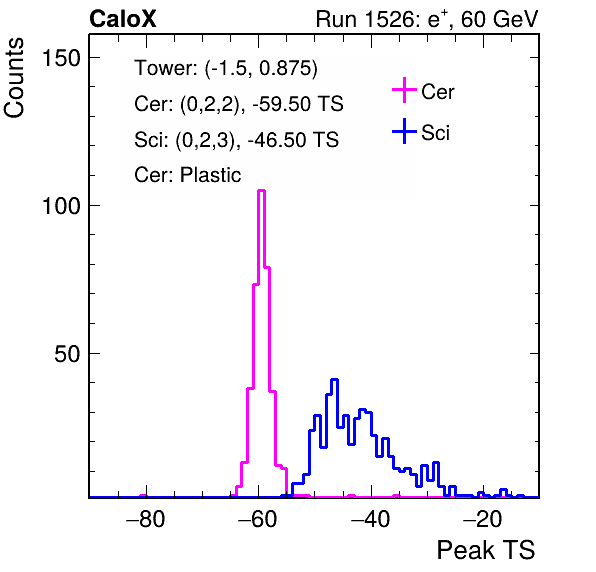 CaloX Run 1526: e⁺, 60 GeV
Counts
150
100
50
Tower: (-1.5, 0.875)
Cer: (0,2,2), -59.50 TS
Sci: (0,2,3), -46.50 TS
Cer: Plastic
Cer
Sci
−80 −60 −40 −20
Peak TS